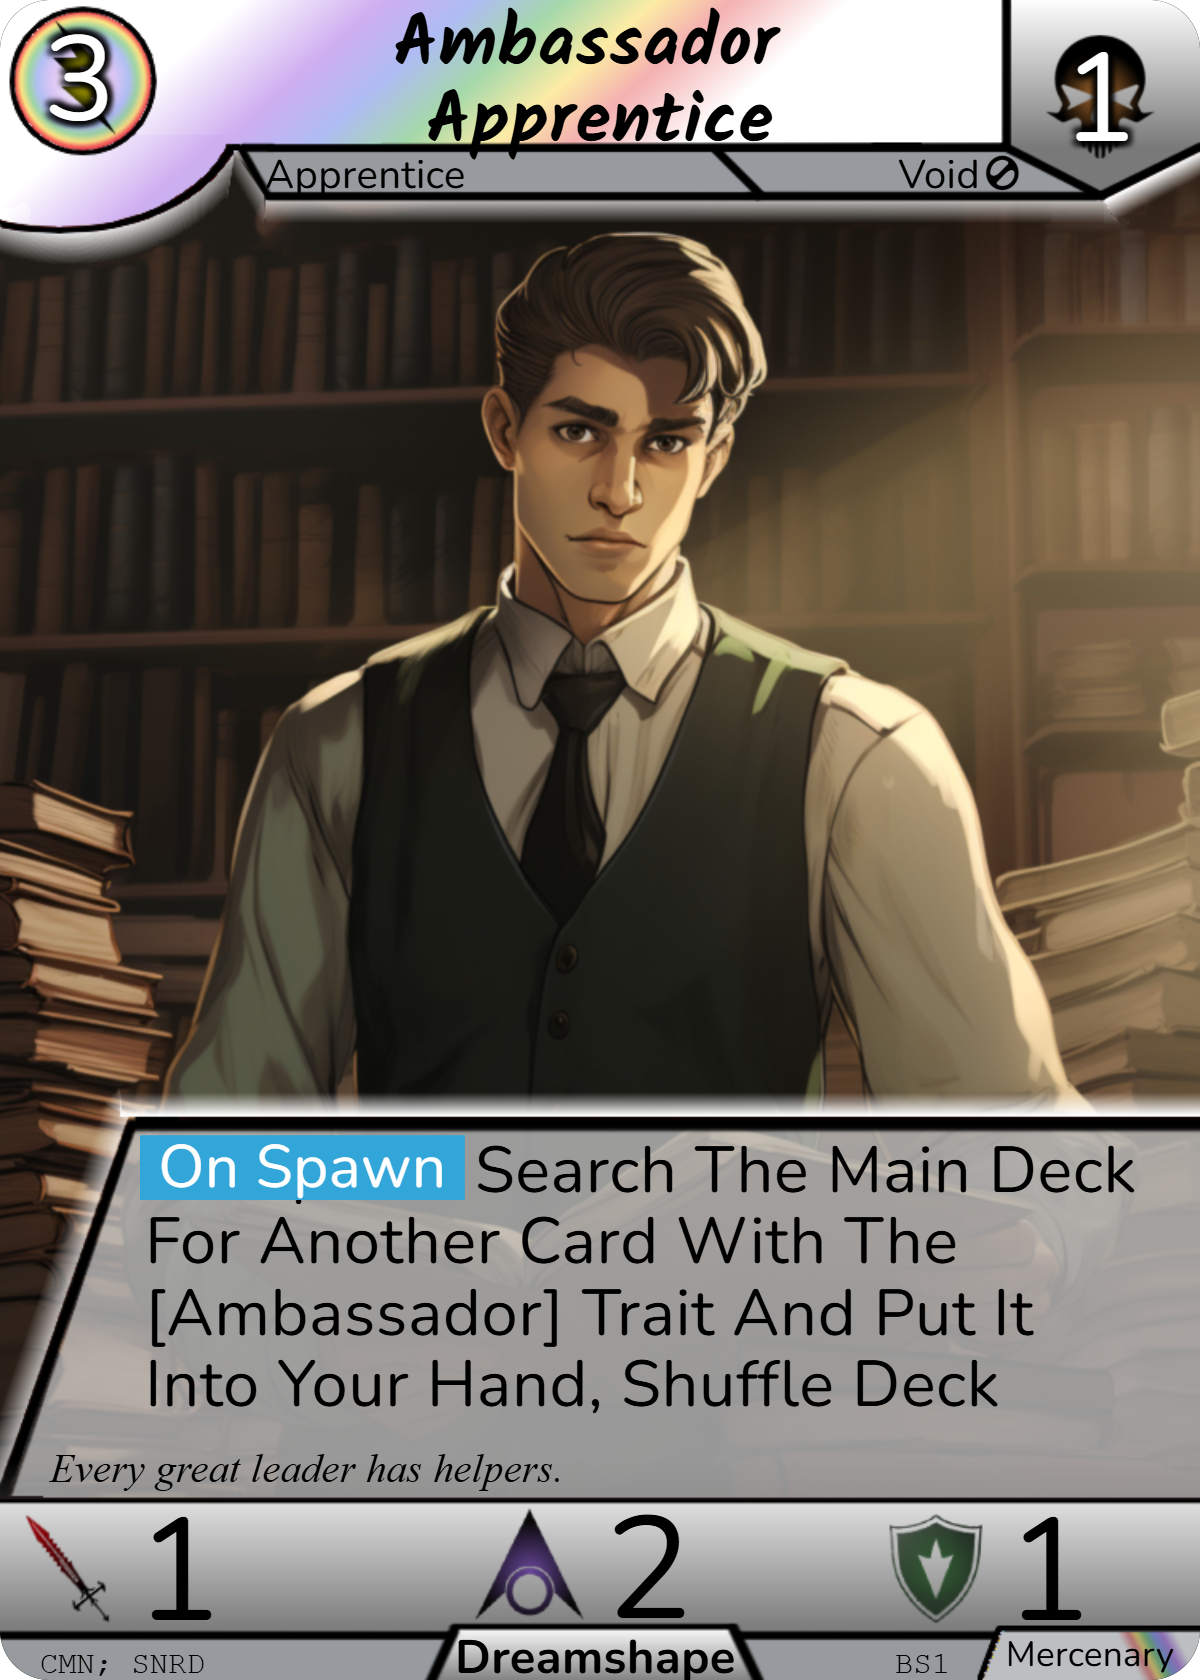 3
Ambassador
Apprentice
1
Apprentice
Void
On Spawn Search The Main Deck
For Another Card With The
[Ambassador] Trait And Put It
Into Your Hand, Shuffle Deck
Every great leader has helpers.
1
2
1
CMN; SNRD
Dreamshape
BS1
Mercenary